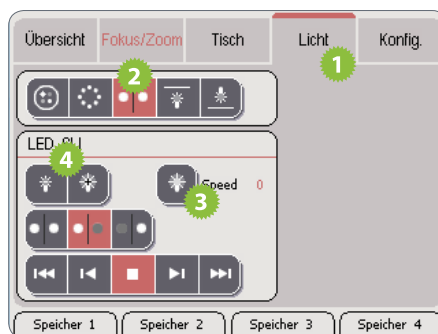 Übersicht Fokus/Zoom Tisch Licht Konfig.
1
2
LED SLI
4
3
Speed 0
Speicher 1 Speicher 2 Speicher 3 Speicher 4